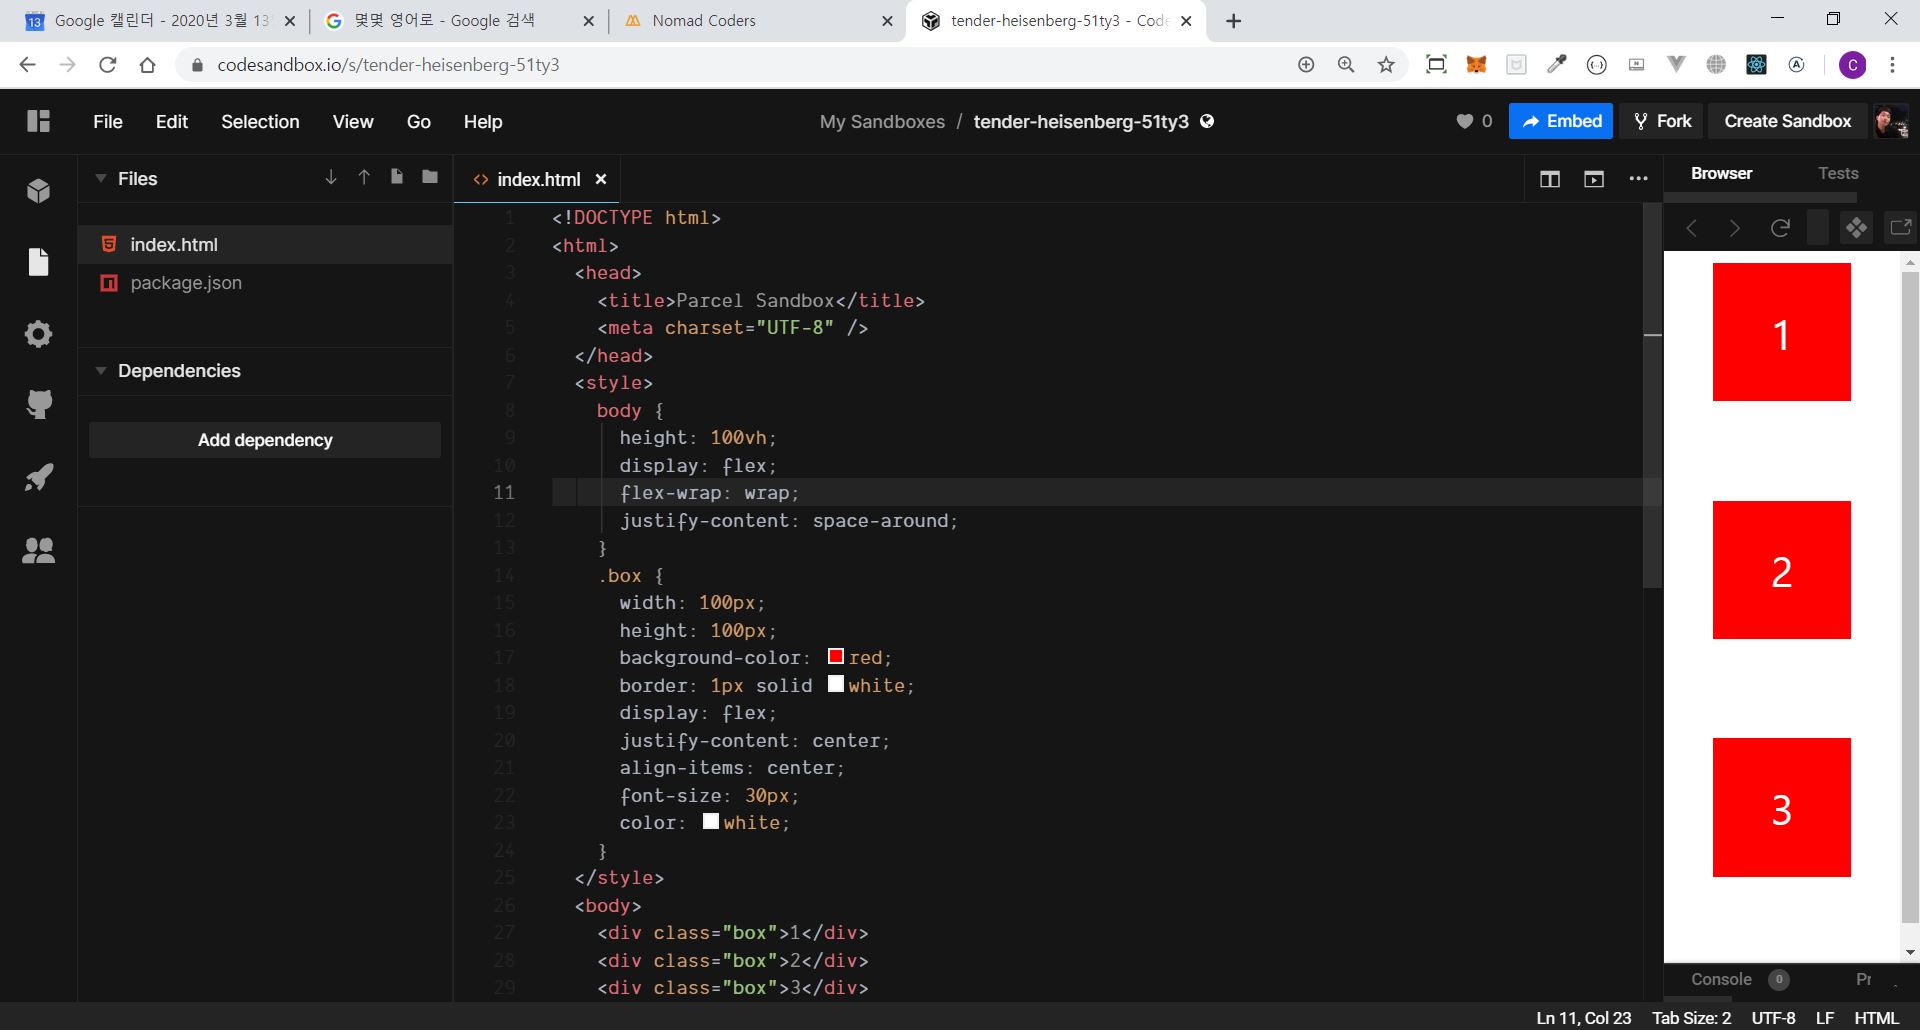 Google 캘린더 - 2020년 3월 13
몇몇 영어로 - Google 검색
Nomad Coders
tender-heisenberg-51ty3 - Code
codesandbox.io/s/tender-heisenberg-51ty3
C
File Edit Selection View Go Help
My Sandboxes / tender-heisenberg-51ty3
0
Embed
Fork
Create Sandbox
Files
index.html
package.json
Dependencies
Add dependency
index.html
1 <!DOCTYPE html>
2 <html>
3 <head>
4 <title>Parcel Sandbox</title>
5 <meta charset="UTF-8" />
6 </head>
7 <style>
8 body {
9 height: 100vh;
10 display: flex;
11 flex-wrap: wrap;
12 justify-content: space-around;
13 }
14 .box {
15 width: 100px;
16 height: 100px;
17 background-color: red;
18 border: 1px solid white;
19 display: flex;
20 justify-content: center;
21 align-items: center;
22 font-size: 30px;
23 color: white;
24 }
25 </style>
26 <body>
27 <div class="box">1</div>
28 <div class="box">2</div>
29 <div class="box">3</div>
Browser Tests
1
2
3
Console 0 Pr
Ln 11, Col 23 Tab Size: 2 UTF-8 LF HTML